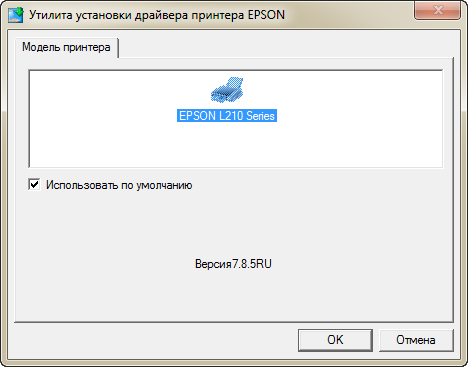 Утилита установки драйвера принтера EPSON
Модель принтера
EPSON L210 Series
Использовать по умолчанию
Версия7.8.5RU
OK
Отмена